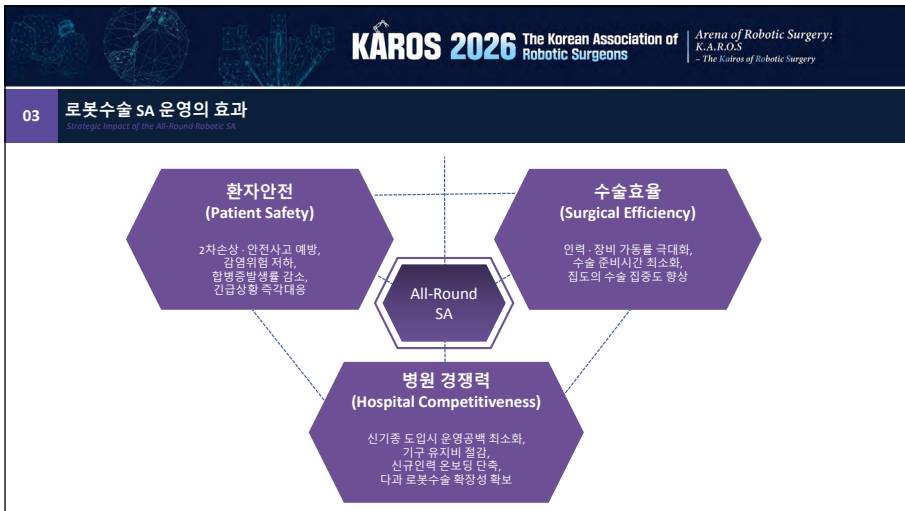 KAROS 2026 The Korean Association of Robotic Surgeons
Arena of Robotic Surgery:
K.A.R.O.S
– The Kairos of Robotic Surgery
03 로봇수술 SA 운영의 효과
Strategic Impact of the All-Round Robotic SA
환자안전
(Patient Safety)
2차손상 · 안전사고 예방,
감염위험 저하,
합병증발생률 감소,
긴급상황 즉각대응
수술효율
(Surgical Efficiency)
인력 · 장비 가동률 극대화,
수술 준비시간 최소화,
집도의 수술 집중도 향상
All-Round
SA
병원 경쟁력
(Hospital Competitiveness)
신기종 도입시 운영공백 최소화,
기구 유지비 절감,
신규인력 온보딩 단축,
다과 로봇수술 확장성 확보